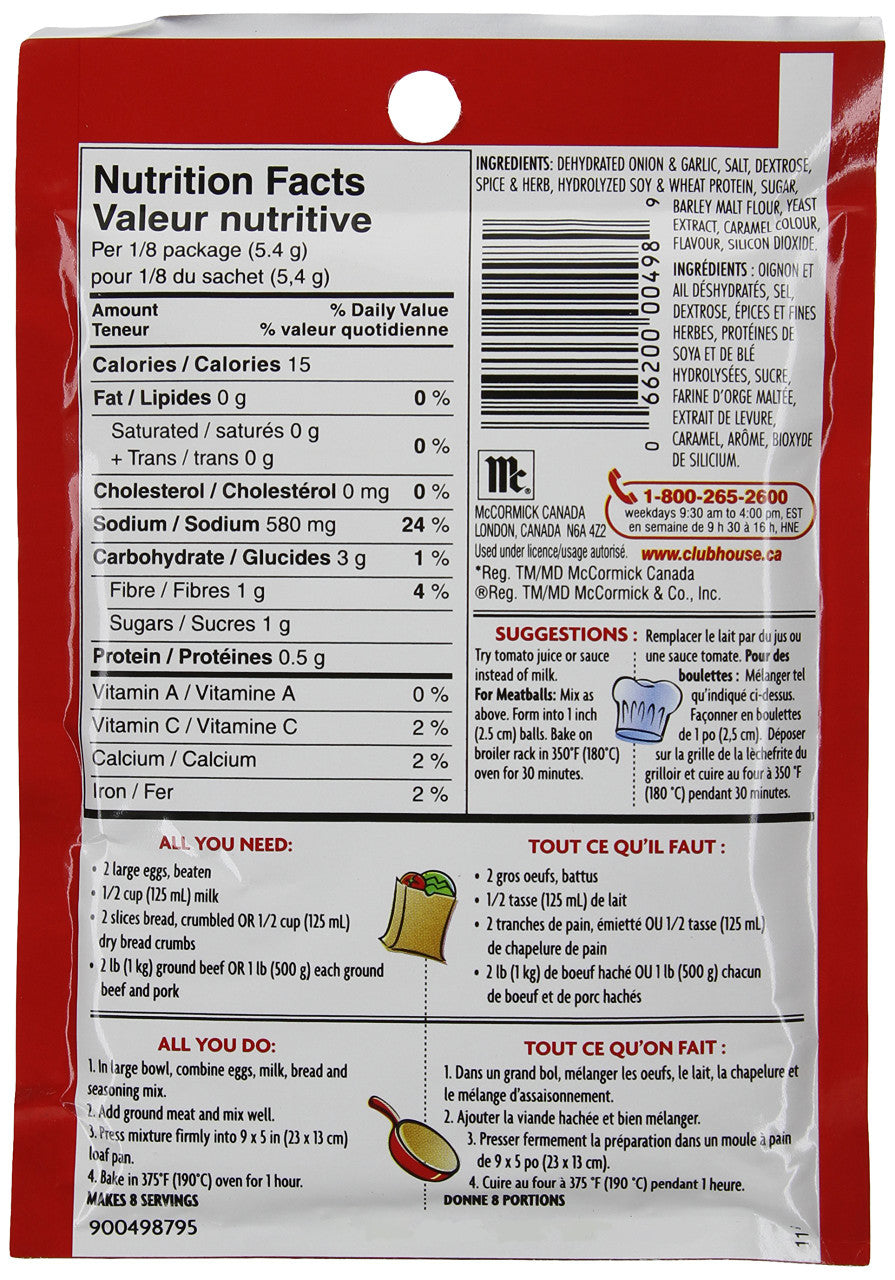 Nutrition Facts
Valeur nutritive
Per 1/8 package (5.4 g)
pour 1/8 du sachet (5,4 g)
Amount % Daily Value
Teneur % valeur quotidienne
Calories / Calories 15
Fat / Lipides 0 g 0 %
Saturated / saturés 0 g
+ Trans / trans 0 g 0 %
Cholesterol / Cholestérol 0 mg 0 %
Sodium / Sodium 580 mg 24 %
Carbohydrate / Glucides 3 g 1 %
Fibre / Fibres 1 g 4 %
Sugars / Sucres 1 g
Protein / Protéines 0.5 g
Vitamin A / Vitamine A 0 %
Vitamin C / Vitamine C 2 %
Calcium / Calcium 2 %
Iron / Fer 2 %
INGREDIENTS: DEHYDRATED ONION & GARLIC, SALT, DEXTROSE,
SPICE & HERB, HYDROLYZED SOY & WHEAT PROTEIN, SUGAR,
BARLEY MALT FLOUR, YEAST
EXTRACT, CARAMEL COLOUR,
FLAVOUR, SILICON DIOXIDE.
INGRÉDIENTS : OIGNON ET
AIL DÉSHYDRATÉS, SEL,
DEXTROSE, ÉPICES ET FINES
HERBES, PROTÉINES DE
SOYA ET DE BLÉ
HYDROLYSÉES, SUCRE,
FARINE D'ORGE MALTÉE,
EXTRAIT DE LEVURE,
CARAMEL, ARÔME, BIOXYDE
DE SILICIUM.
0 66200 00498 9
Mc.
McCORMICK CANADA
LONDON, CANADA N6A 4Z2
Used under licence/usage autorisé.
1-800-265-2600
weekdays 9:30 am to 4:00 pm, EST
en semaine de 9 h 30 à 16 h, HNE
www.clubhouse.ca
*Reg. TM/MD McCormick Canada
®Reg. TM/MD McCormick & Co., Inc.
SUGGESTIONS :
Try tomato juice or sauce
instead of milk.
For Meatballs: Mix as
above. Form into 1 inch
(2.5 cm) balls. Bake on
broiler rack in 350°F (180°C)
oven for 30 minutes.
Remplacer le lait par du jus ou
une sauce tomate. Pour des
boulettes : Mélanger tel
qu'indiqué ci-dessus.
Façonner en boulettes
de 1 po (2,5 cm). Déposer
sur la grille de la lèchefrite du
grilloir et cuire au four à 350 °F
(180 °C) pendant 30 minutes.
ALL YOU NEED:
• 2 large eggs, beaten
• 1/2 cup (125 mL) milk
• 2 slices bread, crumbled OR 1/2 cup (125 mL)
dry bread crumbs
• 2 lb (1 kg) ground beef OR 1 lb (500 g) each ground
beef and pork
TOUT CE QU'IL FAUT :
• 2 gros oeufs, battus
• 1/2 tasse (125 mL) de lait
• 2 tranches de pain, émietté OU 1/2 tasse (125 mL)
de chapelure de pain
• 2 lb (1 kg) de boeuf haché OU 1 lb (500 g) chacun
de boeuf et de porc hachés
ALL YOU DO:
1. In large bowl, combine eggs, milk, bread and
seasoning mix.
2. Add ground meat and mix well.
3. Press mixture firmly into 9 x 5 in (23 x 13 cm)
loaf pan.
4. Bake in 375°F (190°C) oven for 1 hour.
MAKES 8 SERVINGS
900498795
TOUT CE QU'ON FAIT :
1. Dans un grand bol, mélanger les oeufs, le lait, la chapelure et
le mélange d'assaisonnement.
2. Ajouter la viande hachée et bien mélanger.
3. Presser fermement la préparation dans un moule à pain
de 9 x 5 po (23 x 13 cm).
4. Cuire au four à 375 °F (190 °C) pendant 1 heure.
DONNE 8 PORTIONS